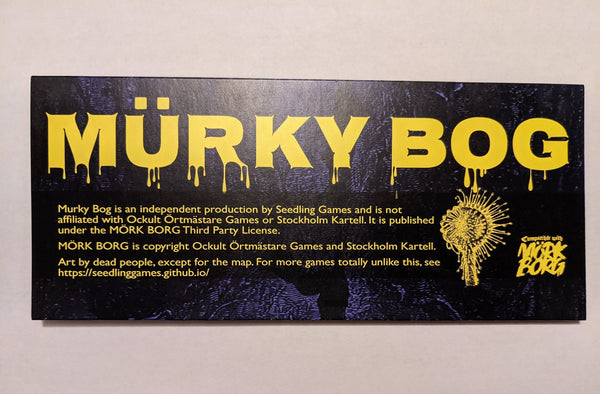 MÜRKY BOG
Murky Bog is an independent production by Seedling Games and is not
affiliated with Ockult Örtmästare Games or Stockholm Kartell. It is published
under the MÖRK BORG Third Party License.
MÖRK BORG is copyright Ockult Örtmästare Games and Stockholm Kartell.
Art by dead people, except for the map. For more games totally unlike this, see
https://seedlinggames.github.io/
Compatible with
MÖRK
BORG